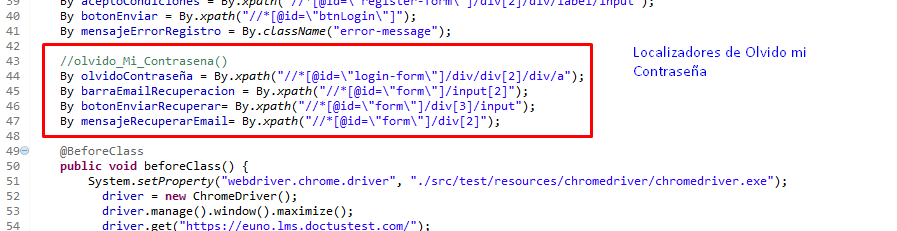 39 By aceptoCondiciones = By.xpath("//*[@id=\"register-form\"]/div[2]/div/label/input");
40 By botonEnviar = By.xpath("//*[@id=\"btnLogin\"]");
41 By mensajeErrorRegistro = By.className("error-message");
42
43 //olvido_Mi_Contrasena()
44 By olvidoContraseña = By.xpath("//*[@id=\"login-form\"]/div/div[2]/div/a");
45 By barraEmailRecuperacion = By.xpath("//*[@id=\"form\"]/input[2]");
46 By botonEnviarRecuperar= By.xpath("//*[@id=\"form\"]/div[3]/input");
47 By mensajeRecuperarEmail= By.xpath("//*[@id=\"form\"]/div[2]");
48
49 @BeforeClass
50 public void beforeClass() {
51 System.setProperty("webdriver.chrome.driver", "./src/test/resources/chromedriver/chromedriver.exe");
52 driver = new ChromeDriver();
53 driver.manage().window().maximize();
54 driver.get("https://euno.lms.doctustest.com/");
Localizadores de Olvido mi
Contraseña